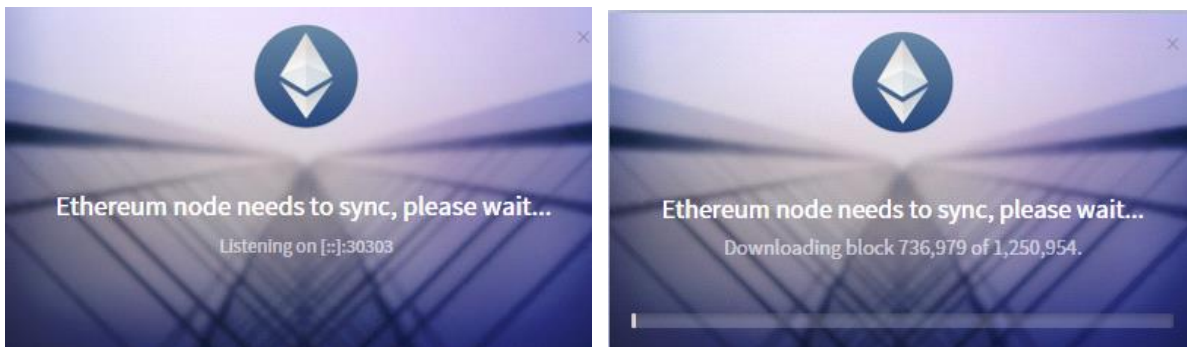 Ethereum node needs to sync, please wait...
Listening on [::]:30303
Ethereum node needs to sync, please wait...
Downloading block 736,979 of 1,250,954.